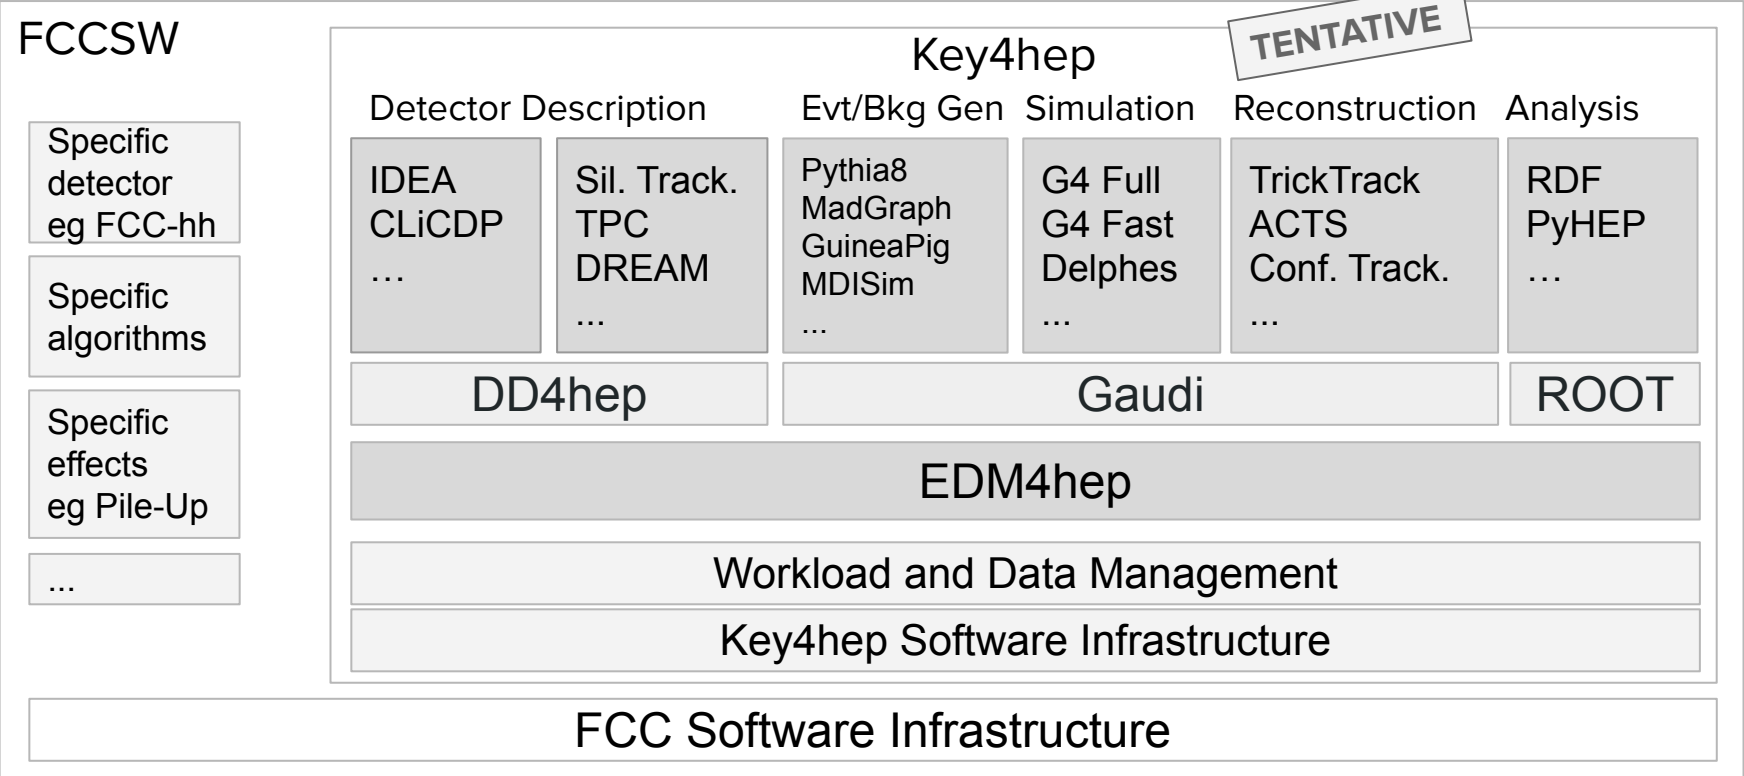 FCCSW
Specific
detector
eg FCC-hh
Specific
algorithms
Specific
effects
eg Pile-Up
...
Key4hep
TENTATIVE
Detector Description
Evt/Bkg Gen
Simulation
Reconstruction
Analysis
IDEA
CLiCDP
…
Sil. Track.
TPC
DREAM
...
Pythia8
MadGraph
GuineaPig
MDISim
...
G4 Full
G4 Fast
Delphes
...
TrickTrack
ACTS
Conf. Track.
...
RDF
PyHEP
…
DD4hep
Gaudi
ROOT
EDM4hep
Workload and Data Management
Key4hep Software Infrastructure
FCC Software Infrastructure